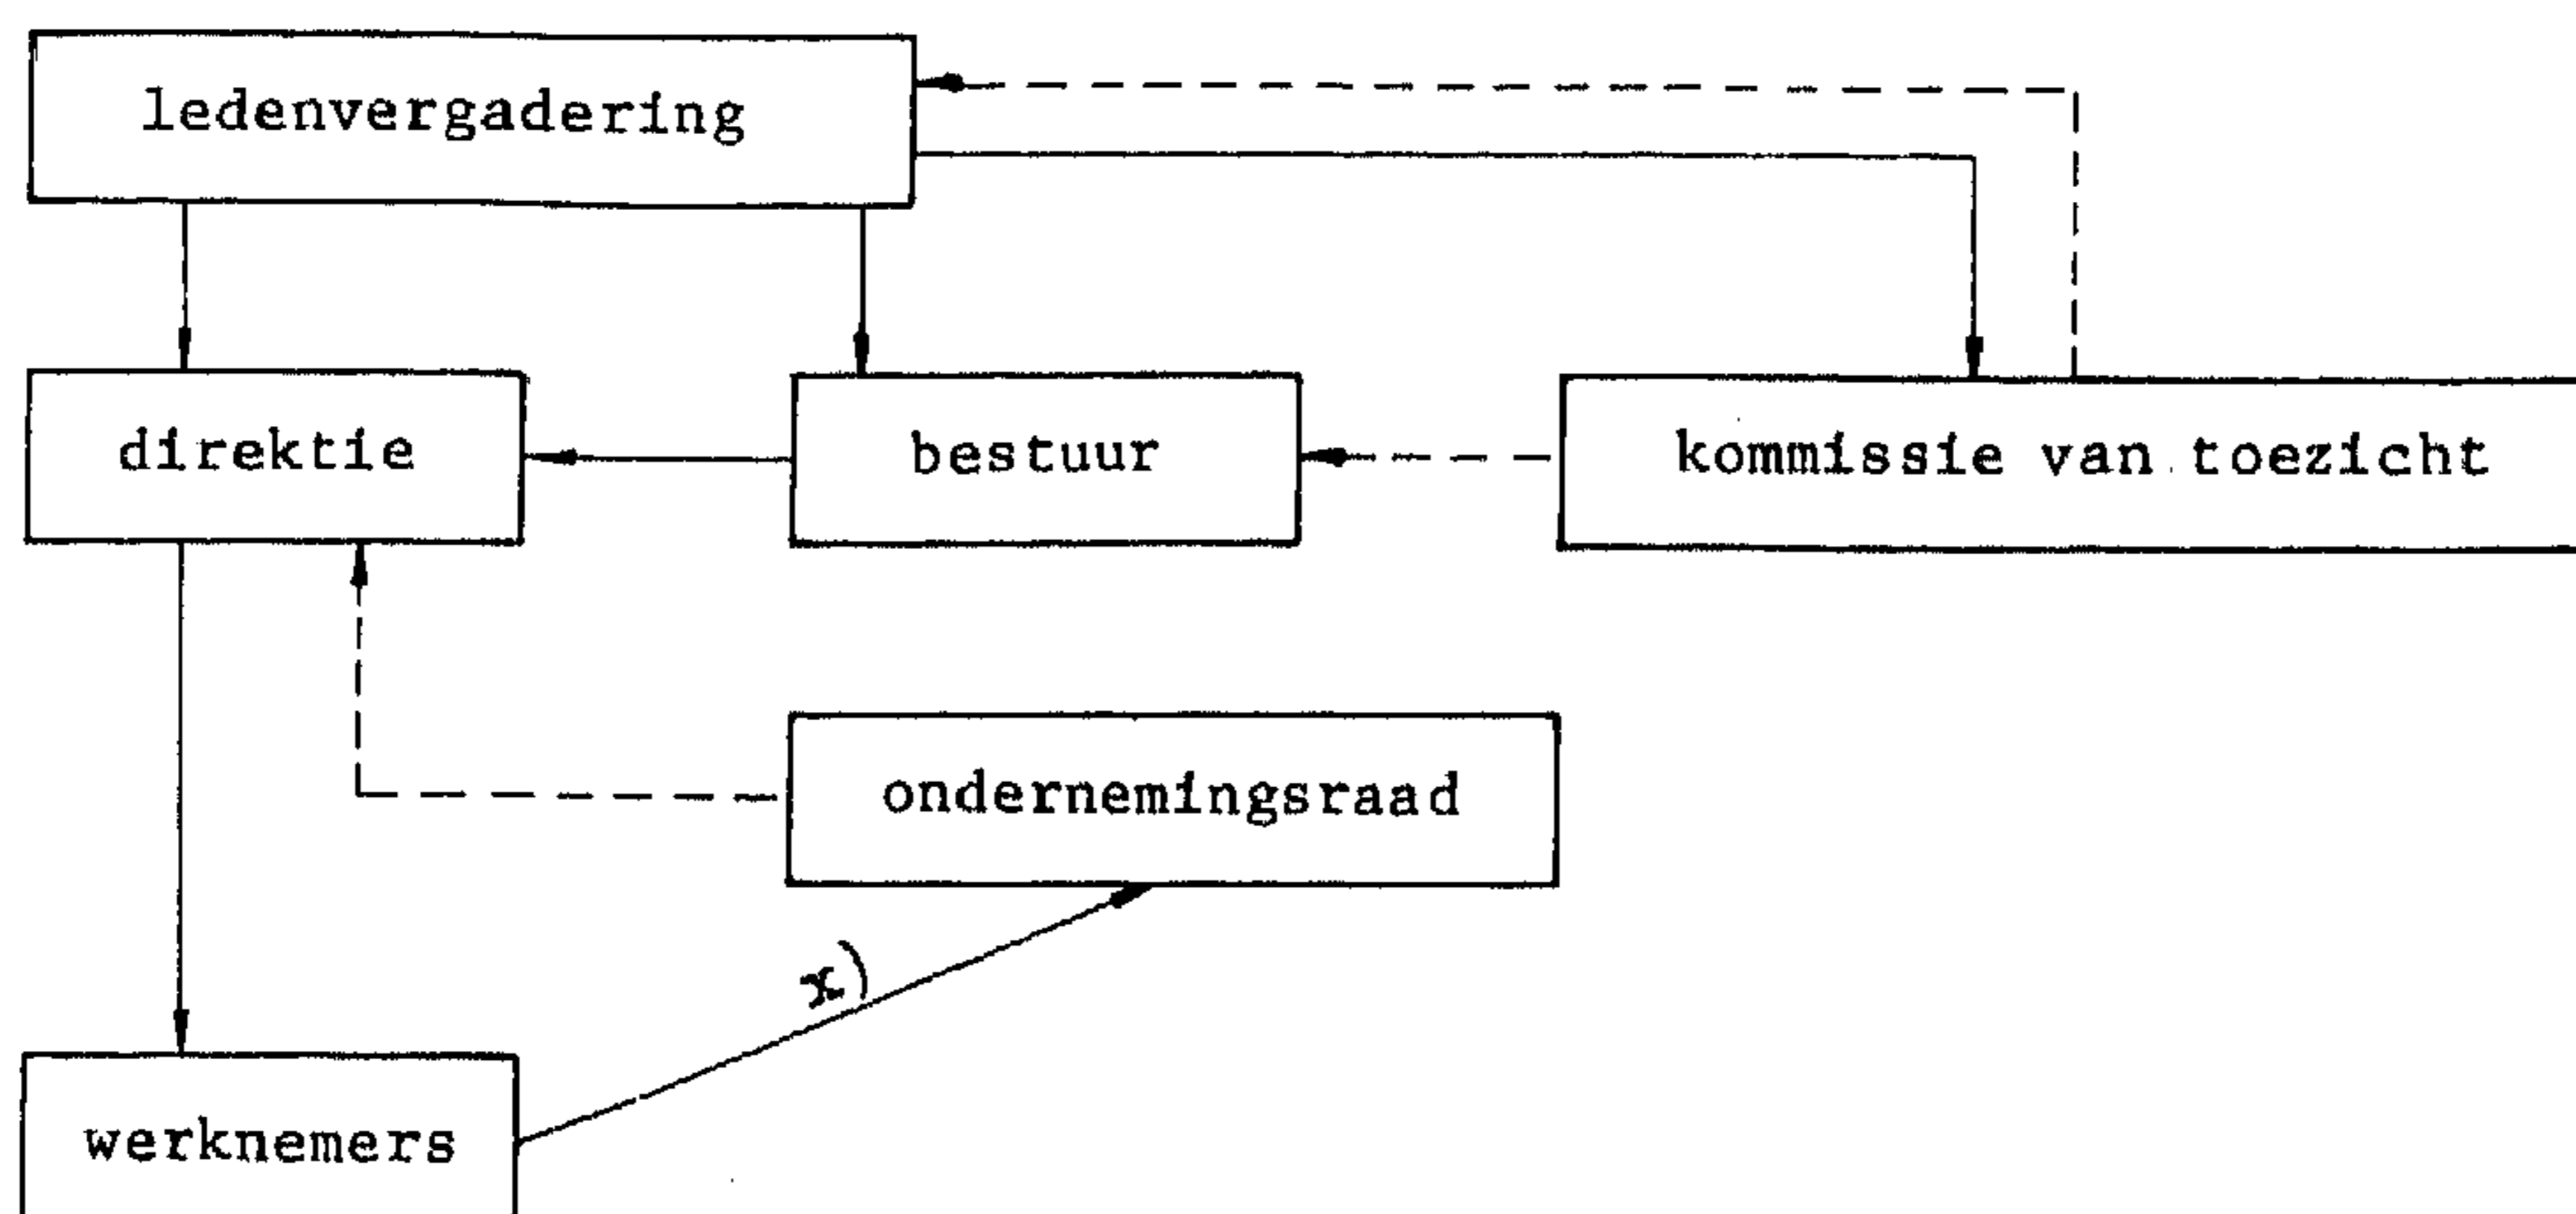 ledenvergadering
direktie
bestuur
kommissie van toezicht
ondernemingsraad
x)
werknemers